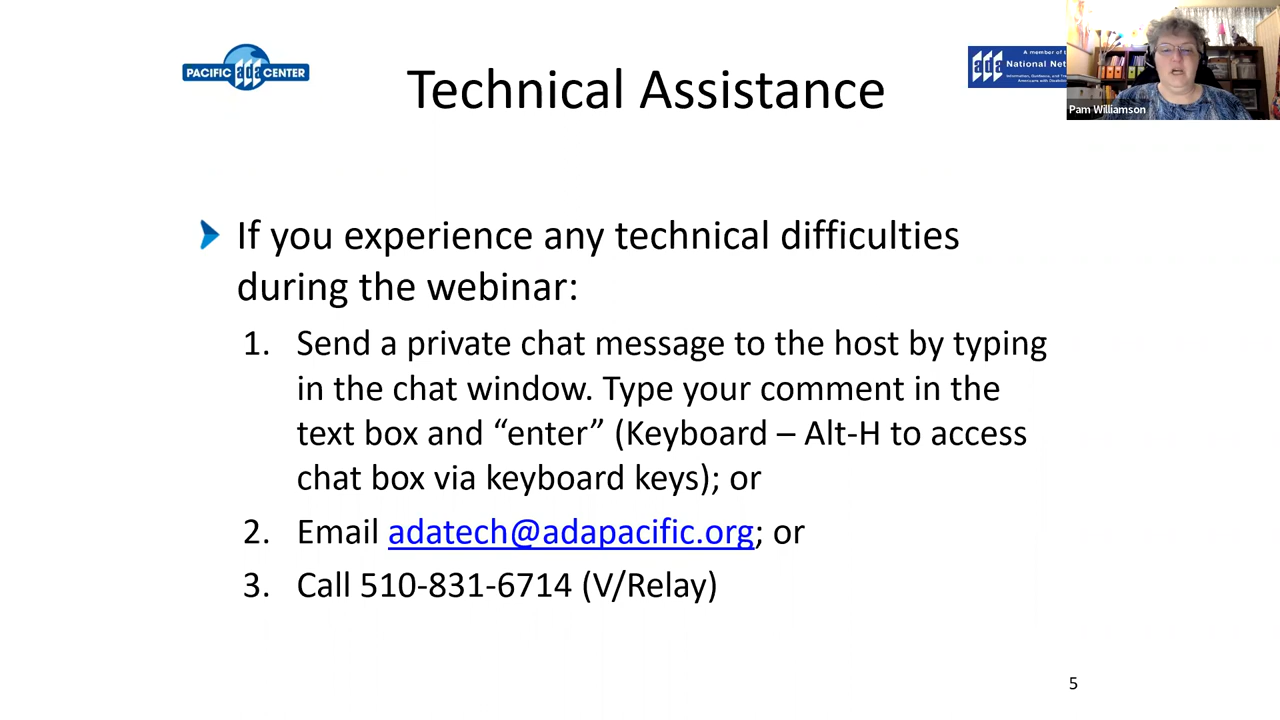 PACIFIC ada CENTER
Technical Assistance
A member of
ada National Net
Pam Williamson
If you experience any technical difficulties
during the webinar:
1. Send a private chat message to the host by typing
in the chat window. Type your comment in the
text box and “enter” (Keyboard – Alt-H to access
chat box via keyboard keys); or
2. Email adatech@adapacific.org; or
3. Call 510-831-6714 (V/Relay)
5